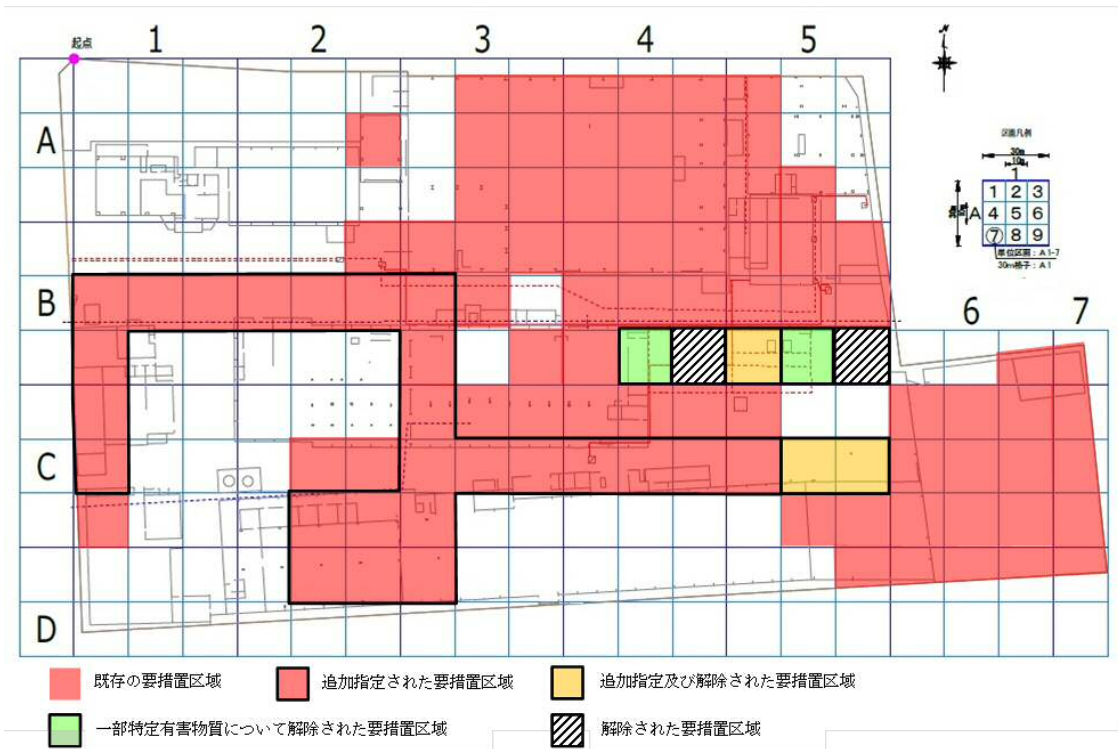 起点
1 2 3 4 5
N
A
区画凡例
30m
10m
1
1 2 3
A 4 5 6
7 8 9
単位区画：A1-7
30m格子：A1
B
6 7
C
D
既存の要措置区域
追加指定された要措置区域
追加指定及び解除された要措置区域
一部特定有害物質について解除された要措置区域
解除された要措置区域